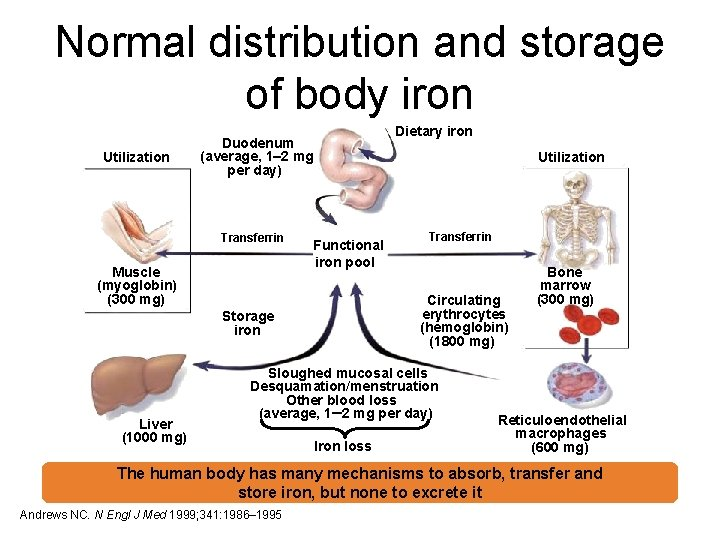 Normal distribution and storage
of body iron
Dietary iron
Duodenum
(average, 1–2 mg
per day)
Utilization
Utilization
Transferrin
Transferrin
Functional
iron pool
Muscle
(myoglobin)
(300 mg)
Bone
marrow
(300 mg)
Circulating
erythrocytes
(hemoglobin)
(1800 mg)
Storage
iron
Sloughed mucosal cells
Desquamation/menstruation
Other blood loss
(average, 1–2 mg per day)
Liver
(1000 mg)
Reticuloendothelial
macrophages
(600 mg)
Iron loss
The human body has many mechanisms to absorb, transfer and
store iron, but none to excrete it
Andrews NC. N Engl J Med 1999;341:1986–1995